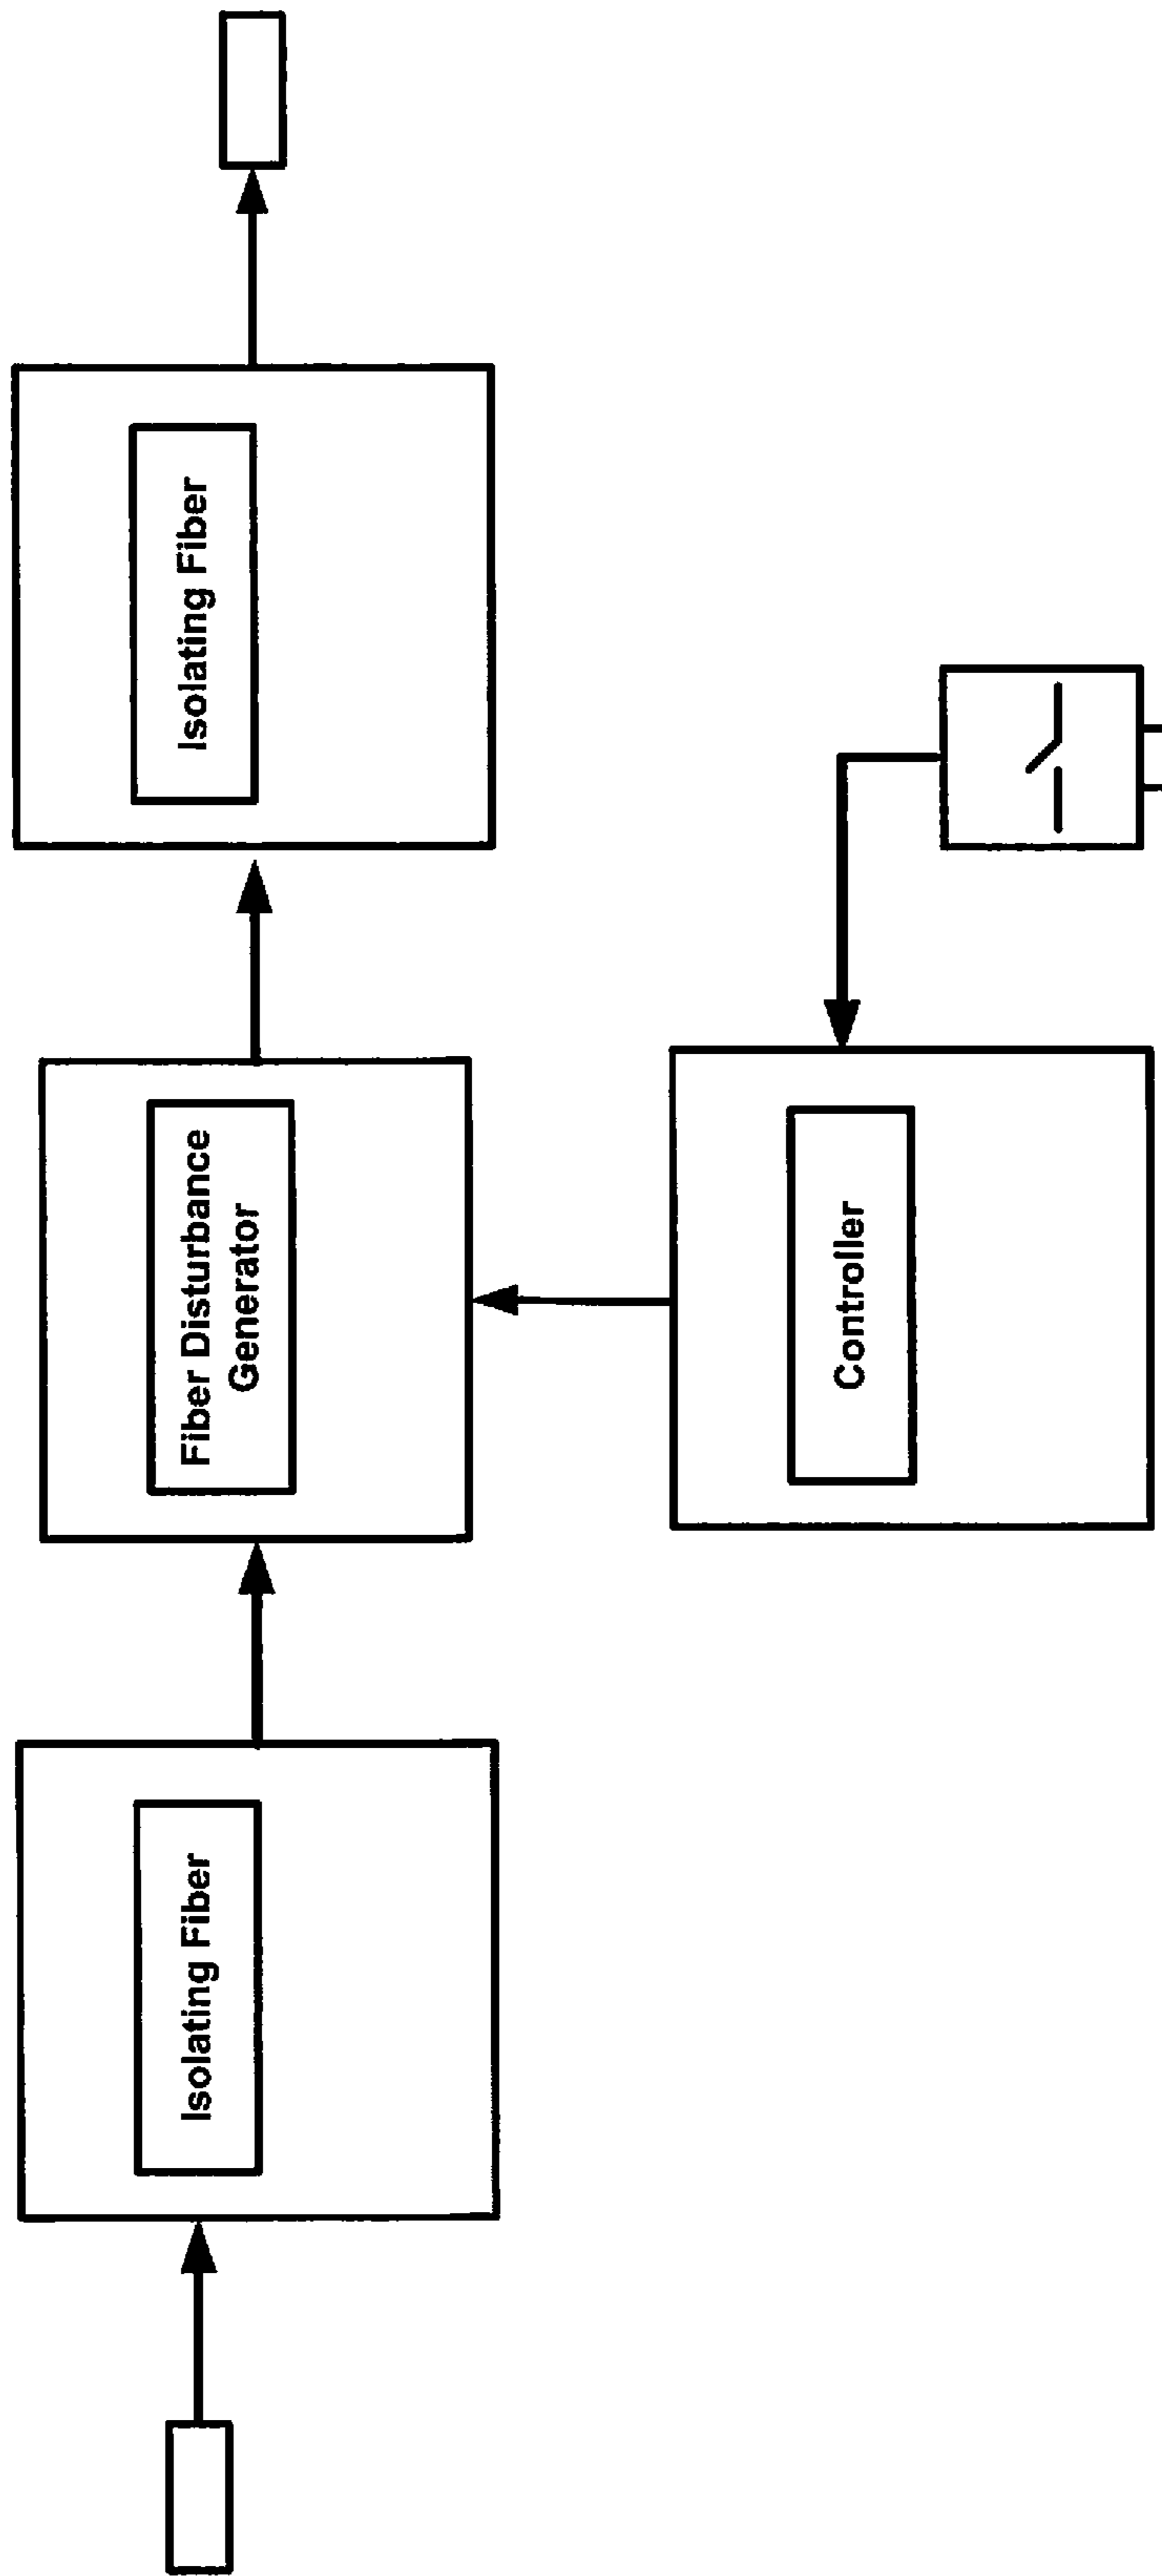 Isolating Fiber
Fiber Disturbance
Generator
Isolating Fiber
Controller